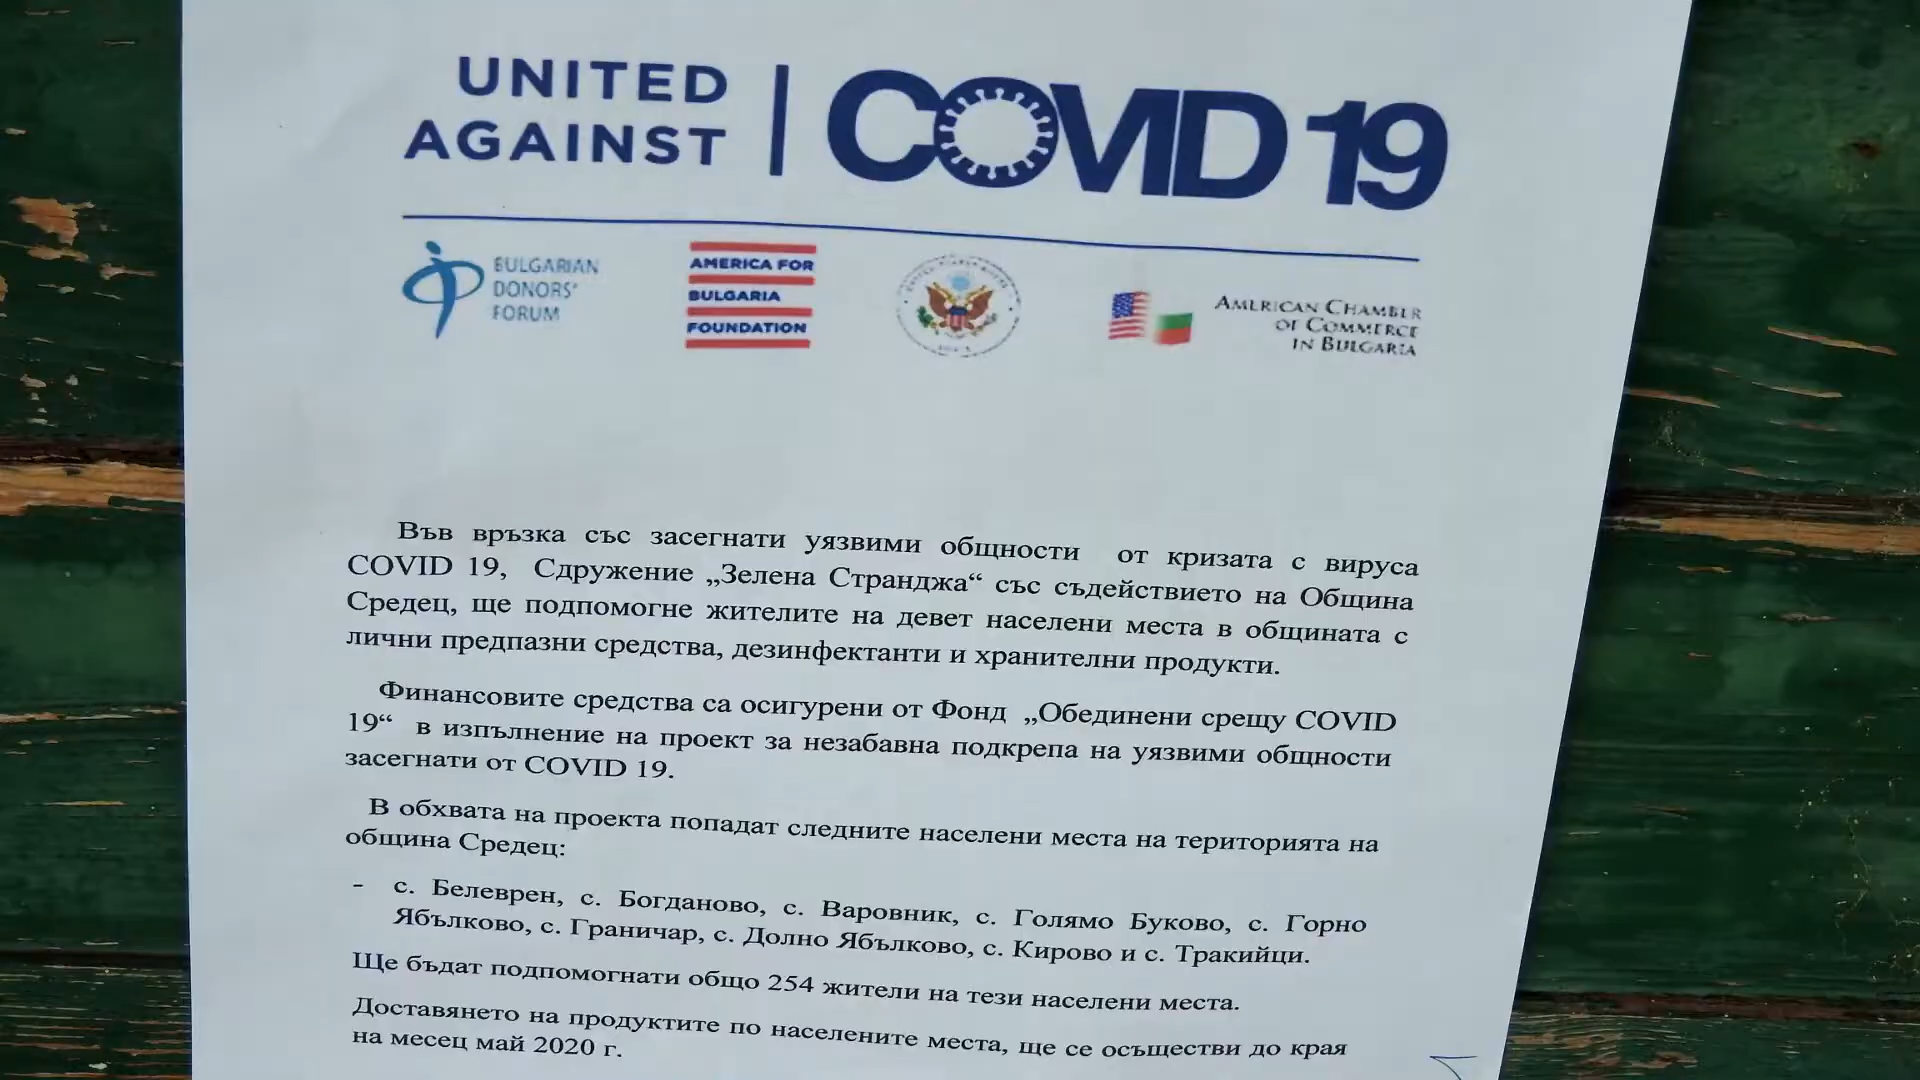 UNITED
AGAINST
COVID 19
BULGARIAN
DONORS'
FORUM
AMERICA FOR
BULGARIA
FOUNDATION
AMERICAN CHAMBER
OF COMMERCE
IN BULGARIA
Във връзка със засегнати уязвими общности от кризата с вируса
COVID 19, Сдружение „Зелена Странджа“ със съдействието на Община
Средец, ще подпомогне жителите на девет населени места в общината с
лични предпазни средства, дезинфектанти и хранителни продукти.
Финансовите средства са осигурени от Фонд „Обединени срещу COVID
19“ в изпълнение на проект за незабавна подкрепа на уязвими общности
засегнати от COVID 19.
В обхвата на проекта попадат следните населени места на територията на
община Средец:
- с. Белеврен, с. Богданово, с. Варовник, с. Голямо Буково, с. Горно
Ябълково, с. Граничар, с. Долно Ябълково, с. Кирово и с. Тракийци.
Ще бъдат подпомогнати общо 254 жители на тези населени места.
Доставянето на продуктите по населените места, ще се осъществи до края
на месец май 2020 г.